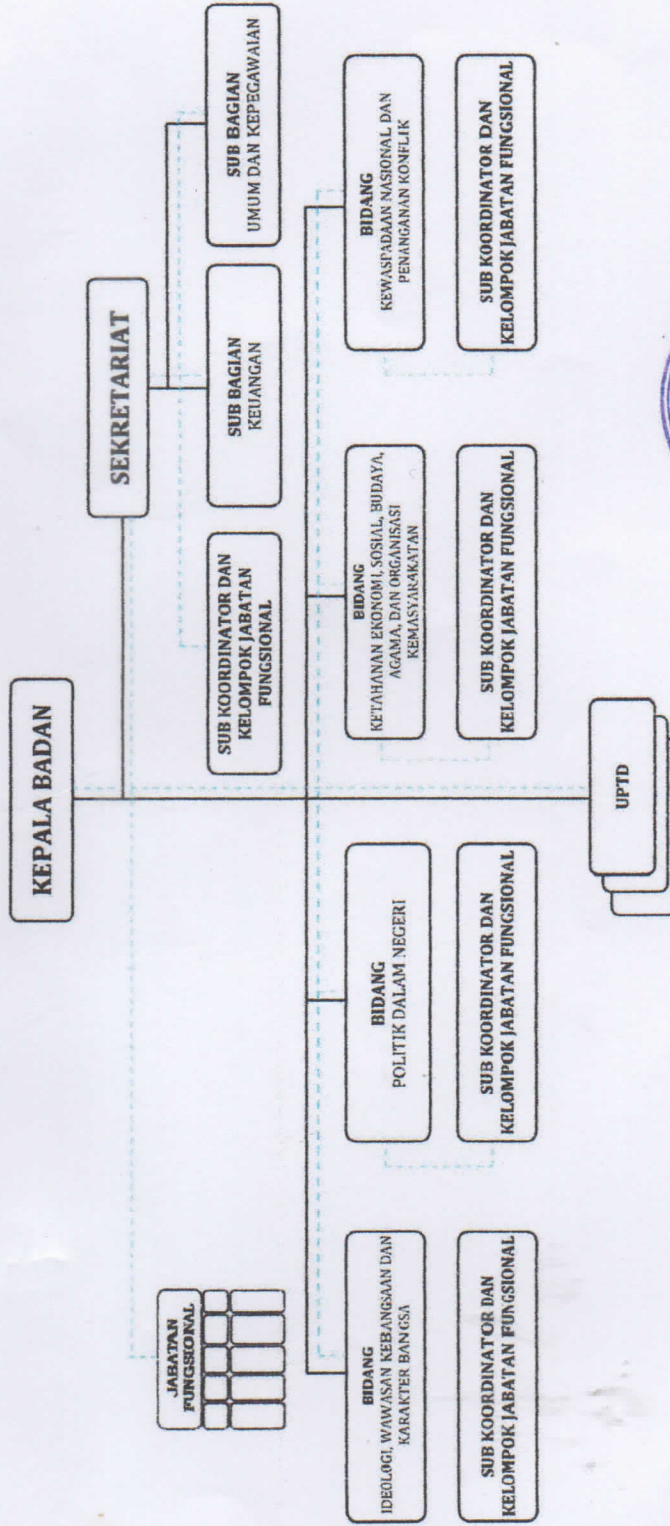 KEPALA BADAN
SEKRETARIAT
JABATAN
FUNGSIONAL
SUB KOORDINATOR DAN
KELOMPOK JABATAN
FUNGSIONAL
SUB BAGIAN
KEUANGAN
SUB BAGIAN
UMUM DAN KEPEGAWAIAN
BIDANG
IDEOLOGI, WAWASAN KEBANGSAAN DAN
KARAKTER BANGSA
BIDANG
POLITIK DALAM NEGERI
BIDANG
KETAHANAN EKONOMI, SOSIAL, BUDAYA,
AGAMA, DAN ORGANISASI
KEMASYARAKATAN
BIDANG
KEWASPADAAN NASIONAL DAN
PENANGANAN KONFLIK
SUB KOORDINATOR DAN
KELOMPOK JABATAN FUNGSIONAL
SUB KOORDINATOR DAN
KELOMPOK JABATAN FUNGSIONAL
SUB KOORDINATOR DAN
KELOMPOK JABATAN FUNGSIONAL
SUB KOORDINATOR DAN
KELOMPOK JABATAN FUNGSIONAL
UPTD